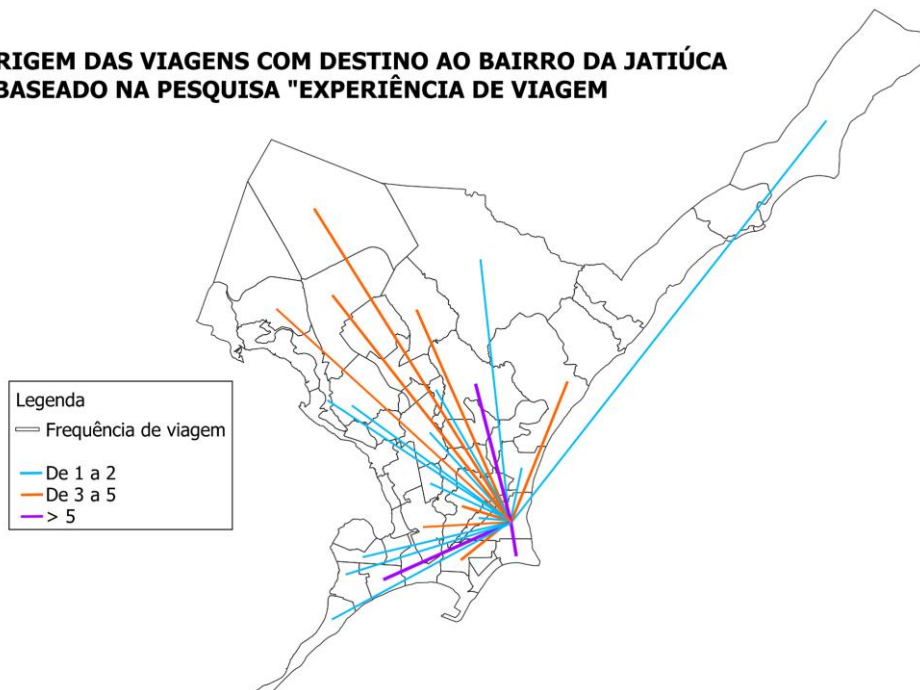 RIGEM DAS VIAGENS COM DESTINO AO BAIRRO DA JATIÚCA
BASEADO NA PESQUISA "EXPERIÊNCIA DE VIAGEM
Legenda
Frequência de viagem
De 1 a 2
De 3 a 5
> 5